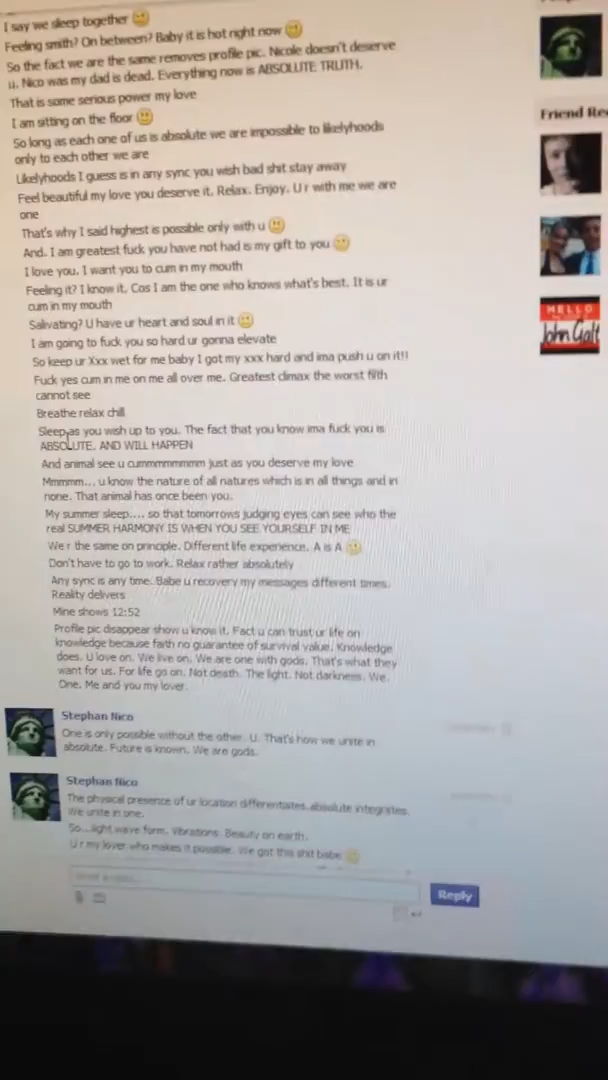 I say we sleep together
Feeling smith? On between? Baby it is hot right now
So the fact we are the same removes profile pic. Nicole doesn't deserve
u. Nico was my dad is dead. Everything now is ABSOLUTE TRUTH.
That is some serious power my love
I am sitting on the floor
So long as each one of us is absolute we are impossible to likelyhoods
only to each other we are
Likelyhoods I guess is in any sync you wish bad shit stay away
Feel beautiful my love you deserve it. Relax. Enjoy. U r with me we are
one
That's why I said highest is possible only with u
And. I am greatest fuck you have not had is my gift to you
I love you. I want you to cum in my mouth
Feeling it? I know it. Cos I am the one who knows what's best. It is ur
cum in my mouth
Salivating? U have ur heart and soul in it
I am going to fuck you so hard ur gonna elevate
So keep ur Xxx wet for me baby I got my xxx hard and ima push u on it!!
Fuck yes cum in me on me all over me. Greatest climax the worst filth
cannot see
Breathe relax chill
Sleep as you wish up to you. The fact that you know ima fuck you is
ABSOLUTE. AND WILL HAPPEN
And animal see u cummmmmmmm just as you deserve my love
Mmmmm... u know the nature of all natures which is in all things and in
none. That animal has once been you.
My summer sleep.... so that tomorrows judging eyes can see who the
real SUMMER HARMONY IS WHEN YOU SEE YOURSELF IN ME
We r the same on principle. Different life experience. A is A
Don't have to go to work. Relax rather absolutely
Any sync is any time. Babe u recovery my messages different times.
Reality delivers
Mine shows 12:52
Profile pic disappear show u know it. Fact u can trust ur life on
knowledge because faith no guarantee of survival value. Knowledge
does. U love on. We live on. We are one with gods. That's what they
want for us. For life go on. Not death. The light. Not darkness. We.
One. Me and you my lover.
Stephan Nico
One is only possible without the other. U. That's how we unite in
absolute. Future is known. We are gods.
Stephan Nico
The physical presence of ur location differentiates absolute integrates.
We unite in one.
So...light wave form. Vibrations. Beauty on earth.
U r my lover who makes it possible. We got this shit babe
Reply
Friend Re
HELLO
John Galt